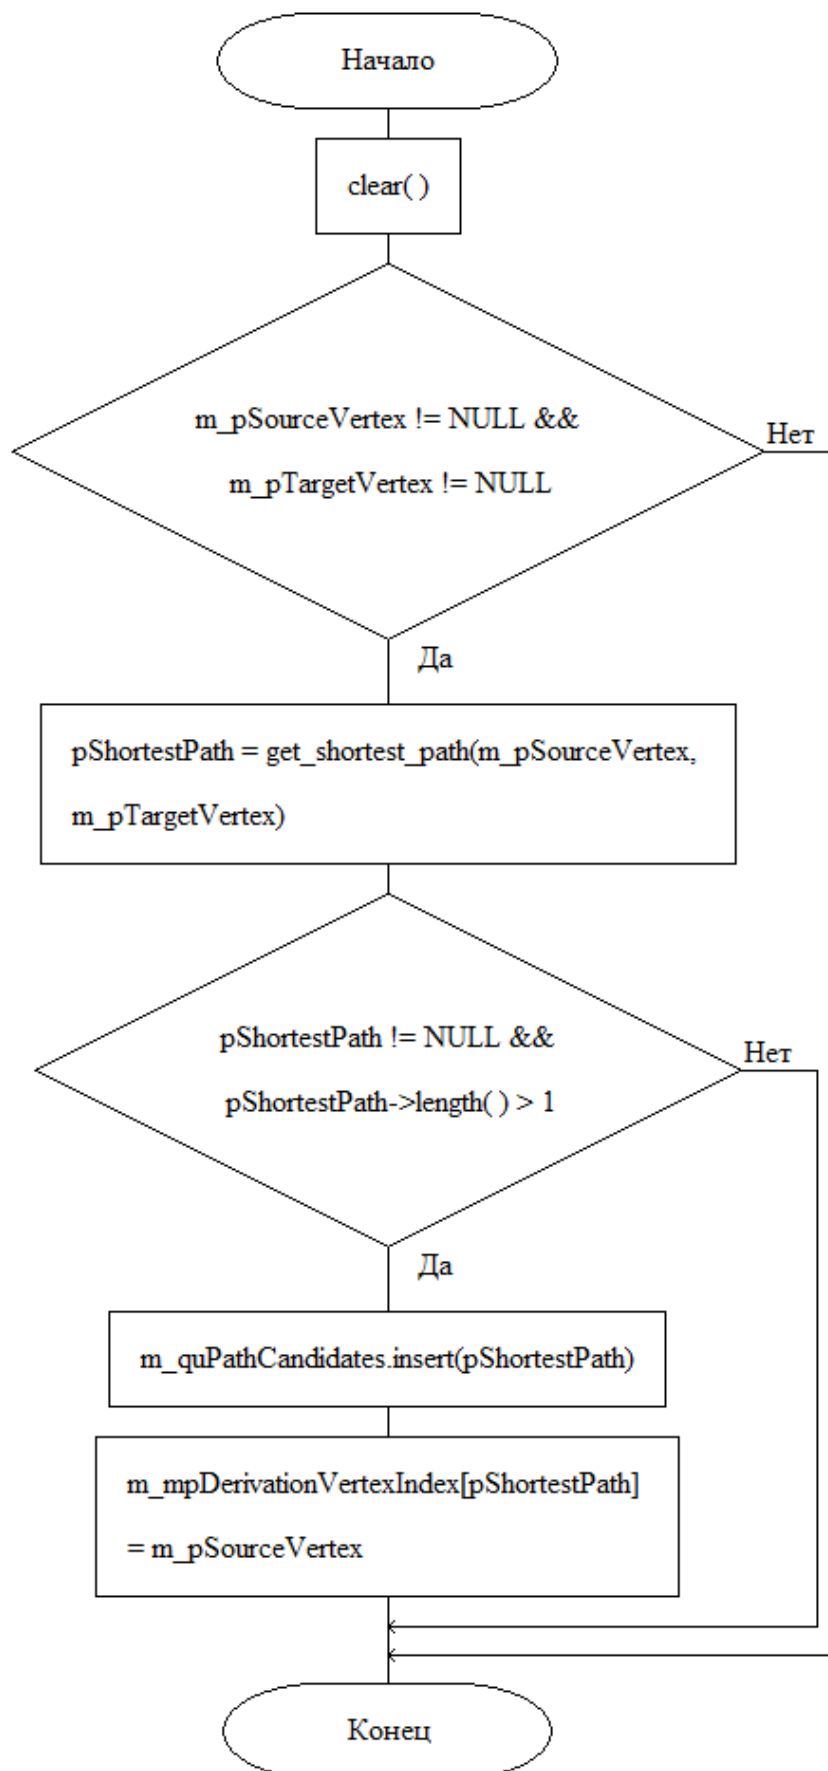 Начало
clear( )
m_pSourceVertex != NULL &&
m_pTargetVertex != NULL
Нет
Да
pShortestPath = get_shortest_path(m_pSourceVertex,
m_pTargetVertex)
pShortestPath != NULL &&
pShortestPath->length( ) > 1
Нет
Да
m_quPathCandidates.insert(pShortestPath)
m_mpDerivationVertexIndex[pShortestPath]
= m_pSourceVertex
Конец